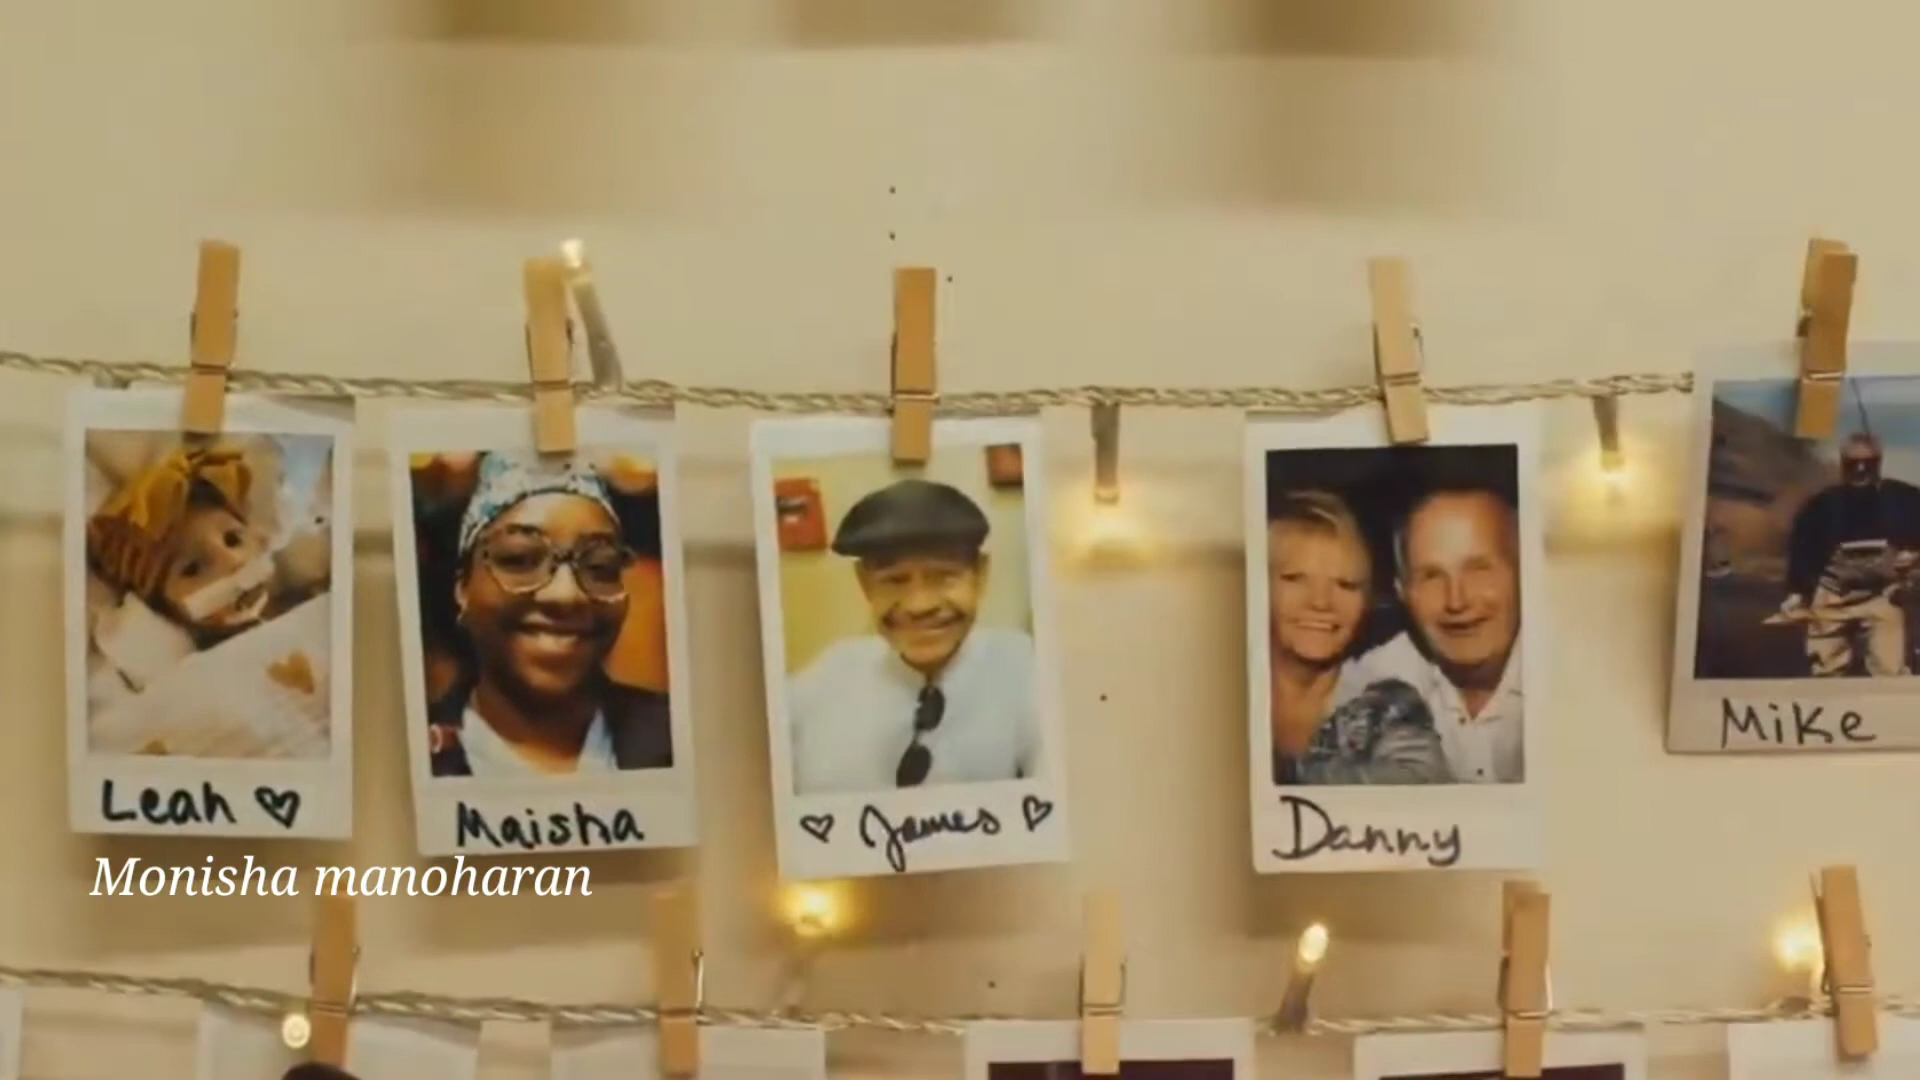 Leah ♡
Maisha
♡ James ♡
Danny
Mike
Monisha manoharan